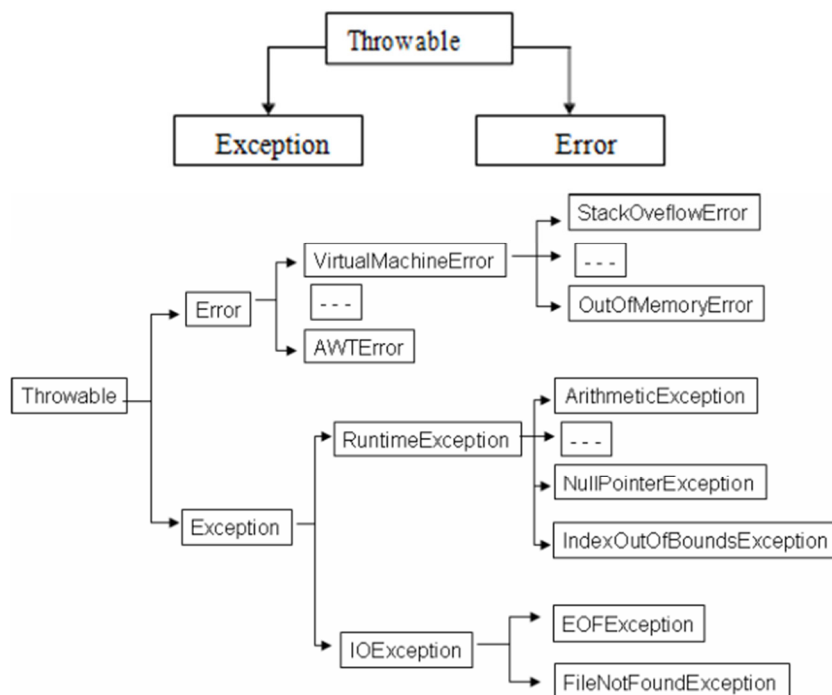 Throwable
Exception
Error
StackOveflowError
VirtualMachineError
- - -
- - -
Error
OutOfMemoryError
AWTError
Throwable
ArithmeticException
RuntimeException
- - -
NullPointerException
Exception
IndexOutOfBoundsException
EOFException
IOException
FileNotFoundException